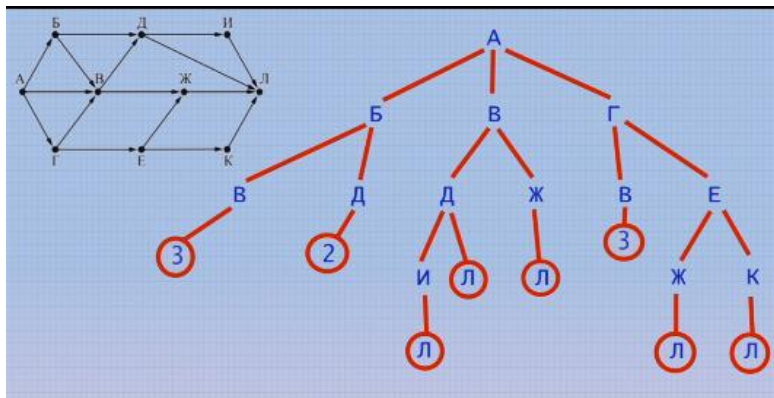 Б Д И
А
А В Ж Л
Б В Г
Г Е К
В Д Д Ж В Е
3 2 3
И Л Л Ж К
Л Л Л